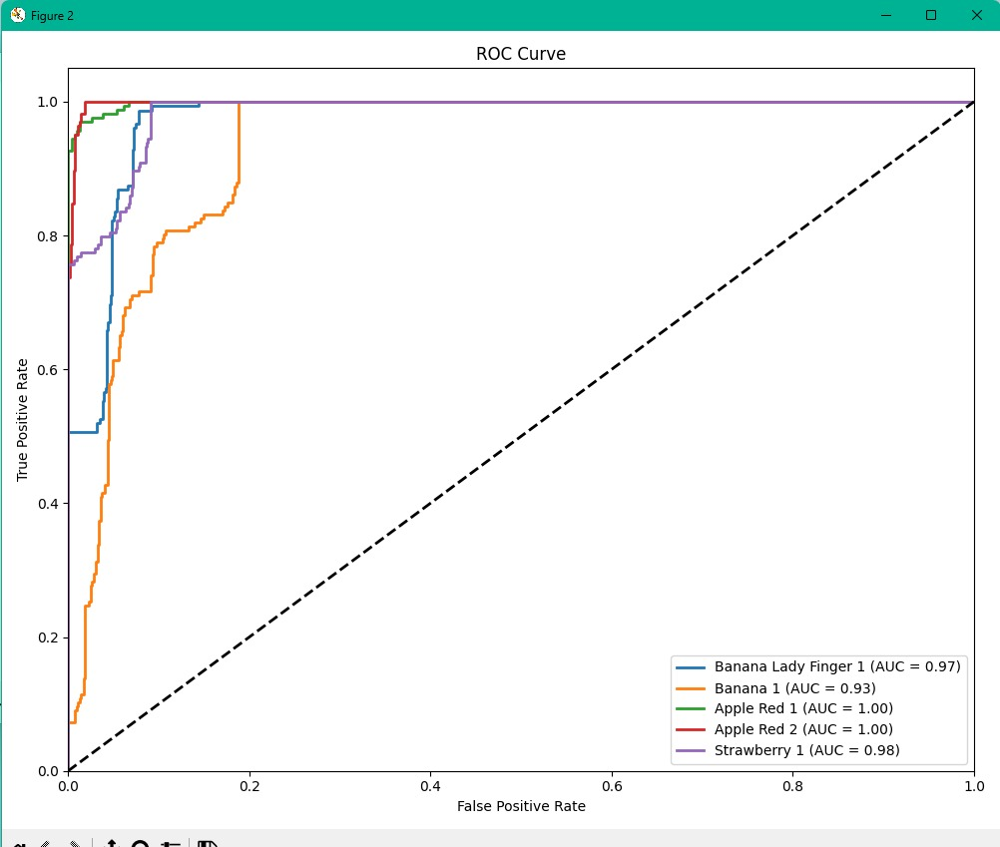 Figure 2
ROC Curve
True Positive Rate
1.0
0.8
0.6
0.4
0.2
0.0
0.0 0.2 0.4 0.6 0.8 1.0
False Positive Rate
Banana Lady Finger 1 (AUC = 0.97)
Banana 1 (AUC = 0.93)
Apple Red 1 (AUC = 1.00)
Apple Red 2 (AUC = 1.00)
Strawberry 1 (AUC = 0.98)